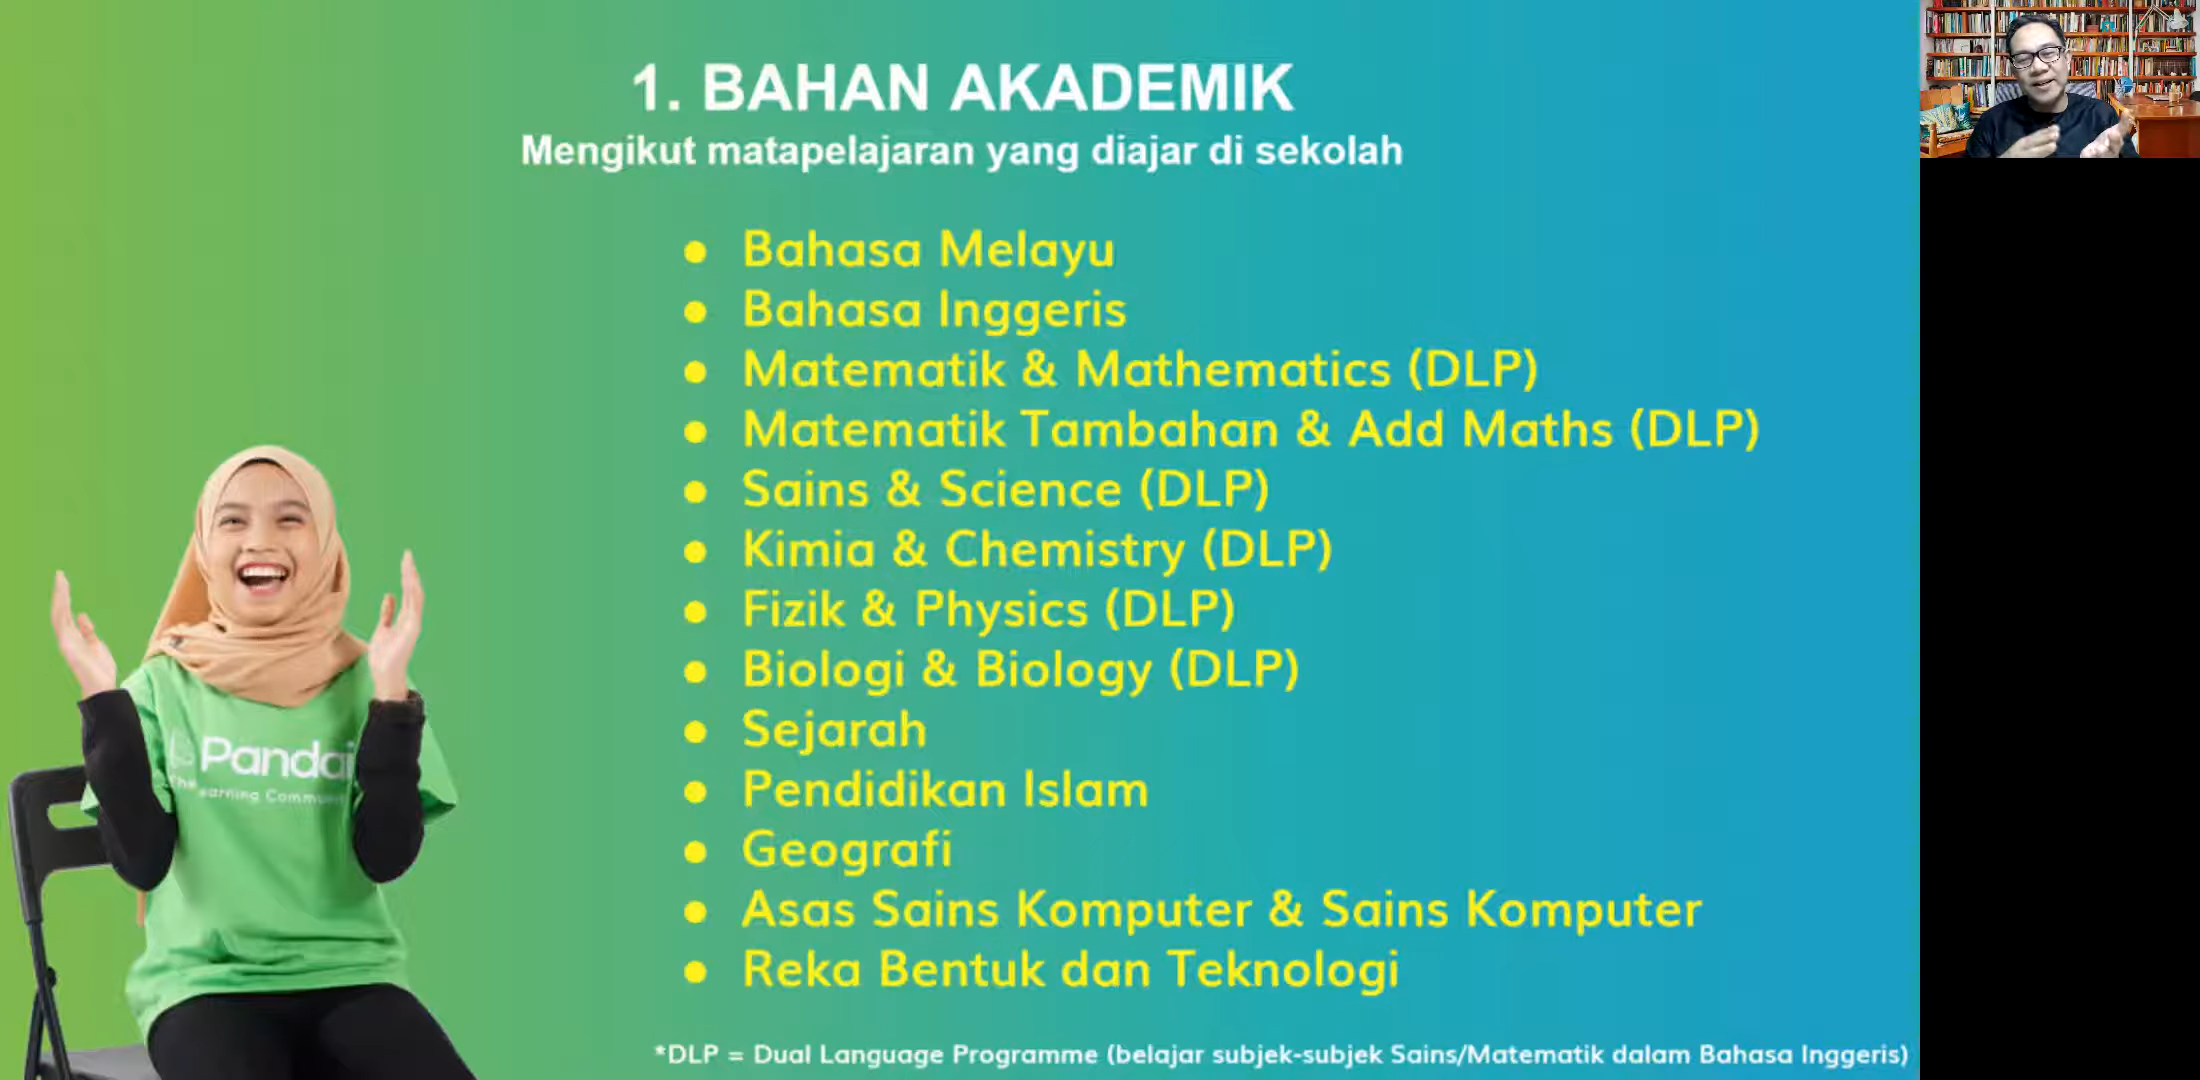 1. BAHAN AKADEMIK
Mengikut matapelajaran yang diajar di sekolah
● Bahasa Melayu
● Bahasa Inggeris
● Matematik & Mathematics (DLP)
● Matematik Tambahan & Add Maths (DLP)
● Sains & Science (DLP)
● Kimia & Chemistry (DLP)
● Fizik & Physics (DLP)
● Biologi & Biology (DLP)
● Sejarah
● Pendidikan Islam
● Geografi
● Asas Sains Komputer & Sains Komputer
● Reka Bentuk dan Teknologi
*DLP = Dual Language Programme (belajar subjek-subjek Sains/Matematik dalam Bahasa Inggeris)
Pandai